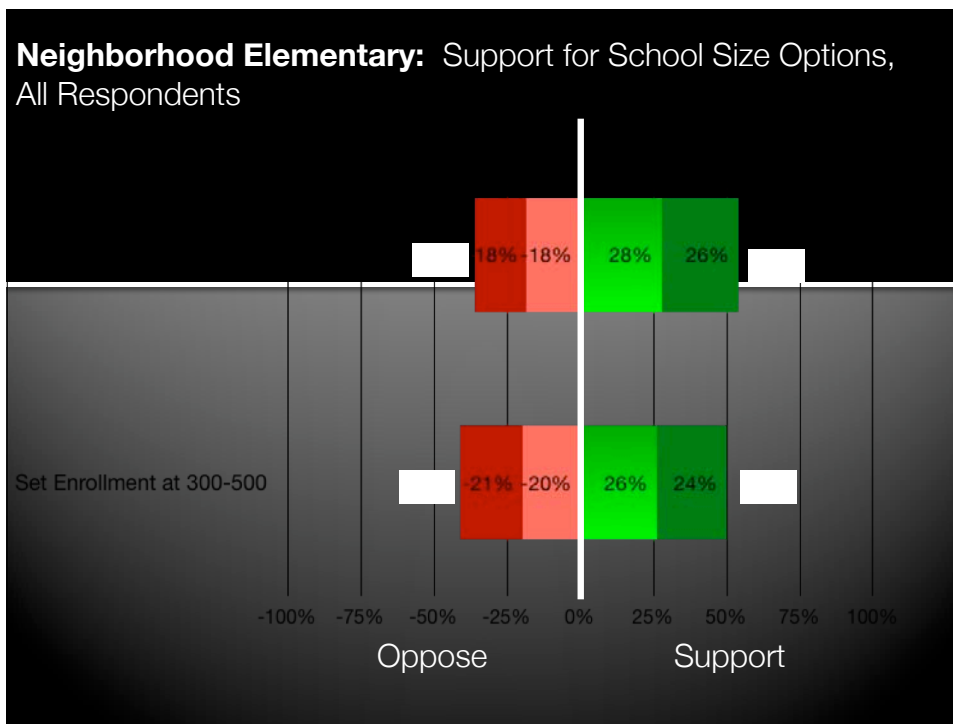 Neighborhood Elementary: Support for School Size Options,
All Respondents
18% -18% 28% 26%
Set Enrollment at 300-500 -21% -20% 26% 24%
-100% -75% -50% -25% 0% 25% 50% 75% 100%
Oppose Support